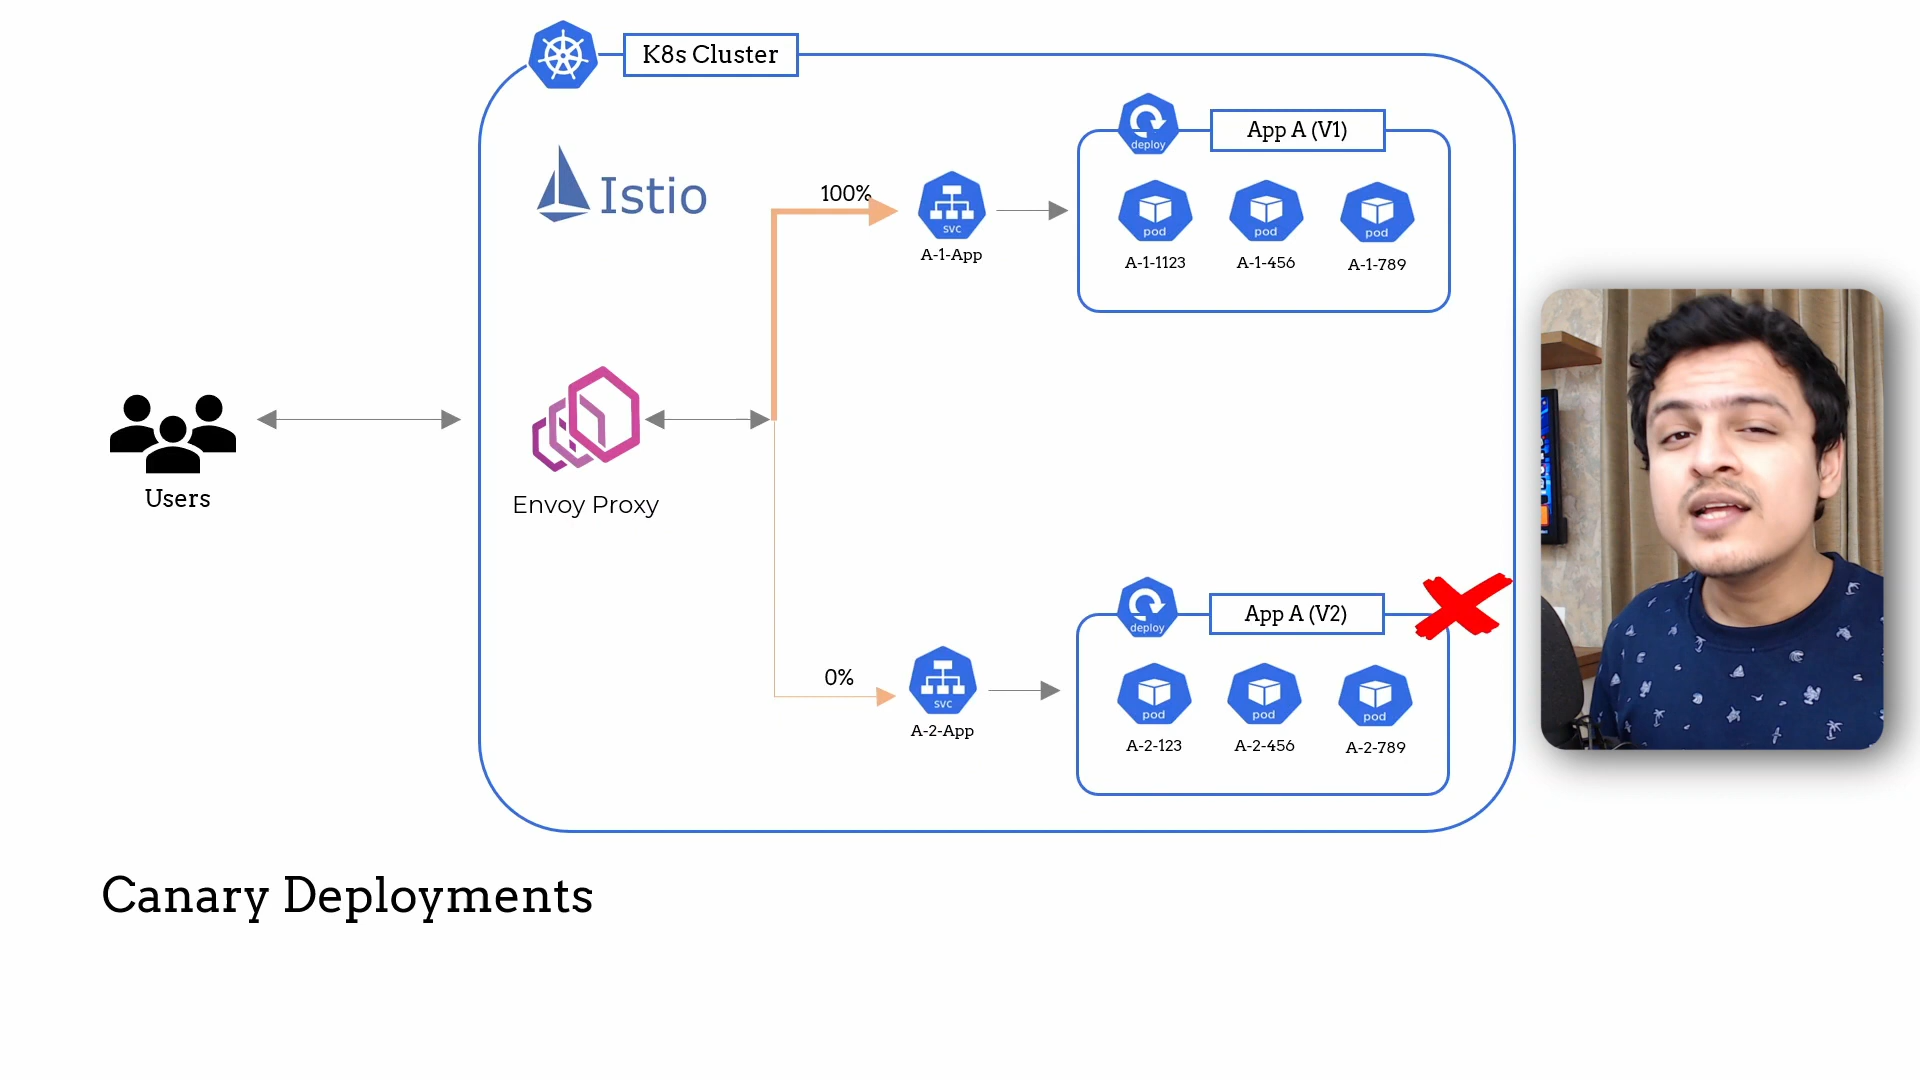 K8s Cluster
Istio
100%
svc
A-1-App
deploy
App A (V1)
pod
pod
pod
A-1-1123
A-1-456
A-1-789
Users
Envoy Proxy
0%
svc
A-2-App
deploy
App A (V2)
pod
pod
pod
A-2-123
A-2-456
A-2-789
Canary Deployments